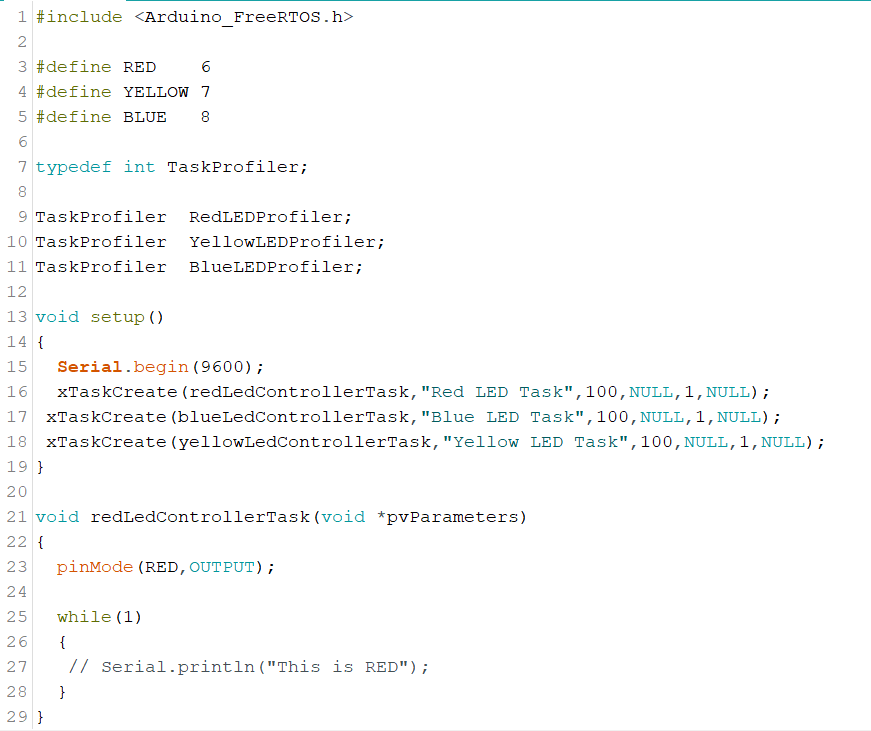 1 #include <Arduino_FreeRTOS.h>
2
3 #define RED    6
4 #define YELLOW 7
5 #define BLUE   8
6
7 typedef int TaskProfiler;
8
9 TaskProfiler  RedLEDProfiler;
10 TaskProfiler  YellowLEDProfiler;
11 TaskProfiler  BlueLEDProfiler;
12
13 void setup()
14 {
15   Serial.begin(9600);
16   xTaskCreate(redLedControllerTask,"Red LED Task",100,NULL,1,NULL);
17  xTaskCreate(blueLedControllerTask,"Blue LED Task",100,NULL,1,NULL);
18  xTaskCreate(yellowLedControllerTask,"Yellow LED Task",100,NULL,1,NULL);
19 }
20
21 void redLedControllerTask(void *pvParameters)
22 {
23   pinMode(RED,OUTPUT);
24
25   while(1)
26   {
27    // Serial.println("This is RED");
28   }
29 }